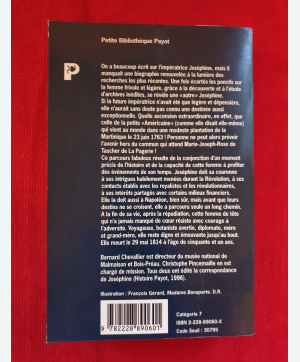 Petite Bibliothèque Payot
P
On a beaucoup écrit sur l'impératrice Joséphine, mais il
manquait une biographie renouvelée à la lumière des
recherches les plus récentes. Une fois écartés les poncifs sur
la femme frivole et légère, grâce à la découverte et à l'étude
d'archives inédites, se révèle une "autre" Joséphine.
Si la future impératrice n'avait été que légère et dépensière,
elle n'aurait sans doute pas connu une destinée aussi
exceptionnelle. Quelle ascension extraordinaire, en effet, que
celle de la petite «Américaine» (comme elle disait elle-même)
qui vient au monde dans une modeste plantation de la
Martinique le 23 juin 1763 ! Personne ne peut alors prévoir
l'avenir hors du commun qui attend Marie-Joseph-Rose de
Tascher de La Pagerie !
Ce parcours fabuleux résulte de la conjonction d'un moment
précis de l'histoire et de la capacité de cette femme à profiter
des événements de son temps. Joséphine doit sa couronne
à ses intrigues habilement menées durant la Révolution, à ses
contacts établis avec les royalistes et les révolutionnaires,
à ses intérêts partagés avec certains milieux financiers.
Elle la doit aussi à Napoléon, bien sûr, mais avant que leurs
destins ne se croisent, elle a parcouru seule un long chemin.
A la fin de sa vie, après la répudiation, cette femme de tête
qui n'a jamais manqué de cœur résiste avec courage à
l'adversité. Voyageuse, botaniste avertie, diplomate, mère
et grand-mère, elle reste digne et émouvante jusqu'au bout.
Elle meurt le 29 mai 1814 à l'âge de cinquante et un ans.
Bernard Chevallier est directeur du musée national de
Malmaison et Bois-Préau. Christophe Pincemaille en est
chargé de mission. Tous deux ont édité la correspondance
de Joséphine (Histoire Payot, 1996).
Illustration : François Gérard, Madame Bonaparte, D.R.
9 782228 890601
Catégorie 7
ISBN 2-228-89060-X
Code Seuil : 30795